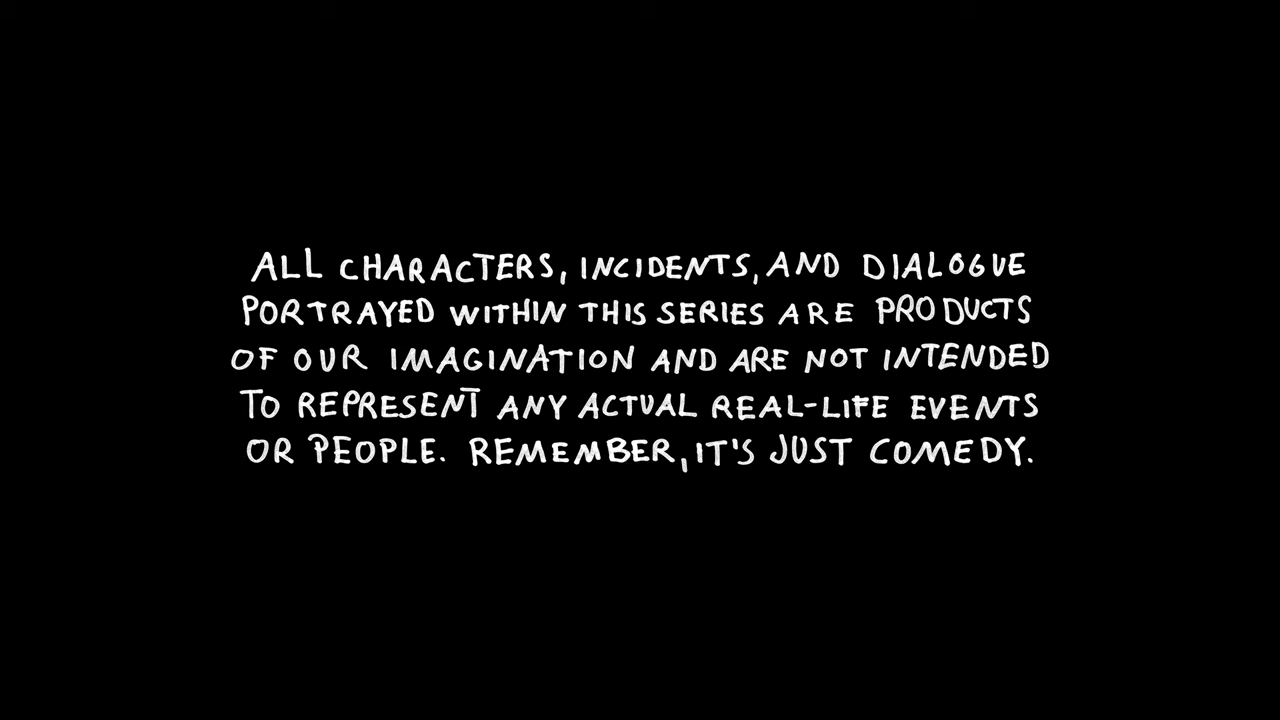 ALL CHARACTERS, INCIDENTS, AND DIALOGUE
PORTRAYED WITHIN THIS SERIES ARE PRODUCTS
OF OUR IMAGINATION AND ARE NOT INTENDED
TO REPRESENT ANY ACTUAL REAL-LIFE EVENTS
OR PEOPLE. REMEMBER, IT'S JUST COMEDY.